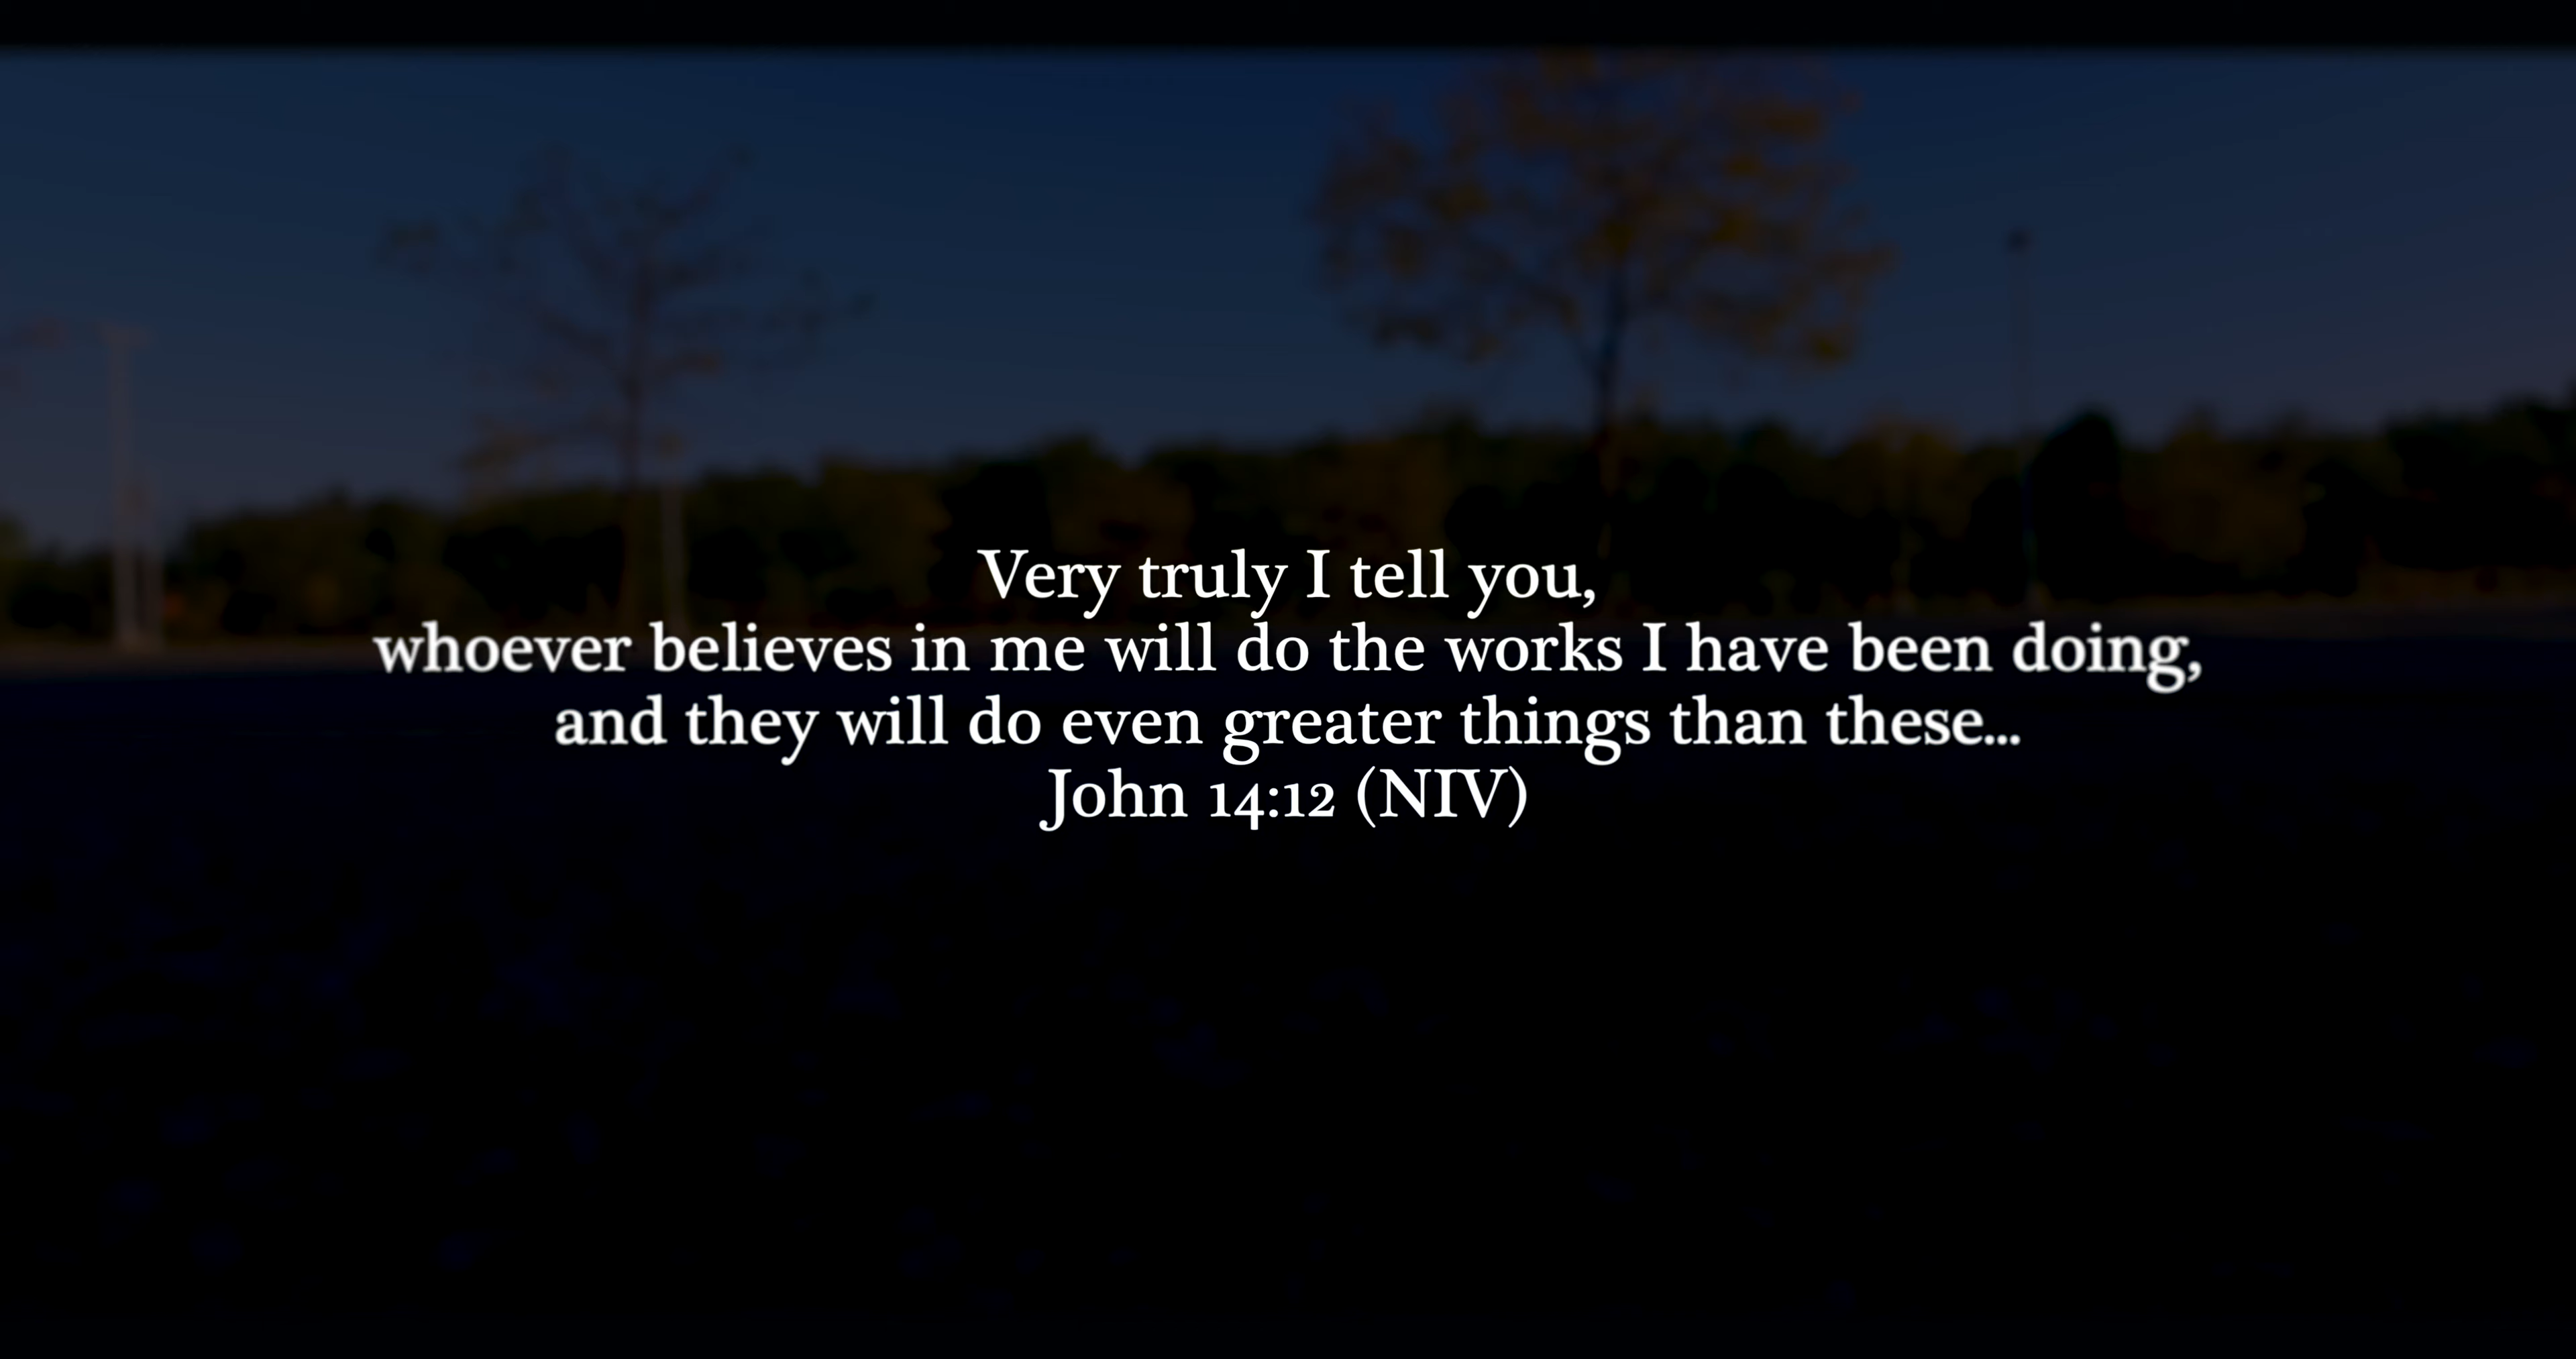 Very truly I tell you,
whoever believes in me will do the works I have been doing,
and they will do even greater things than these...
John 14:12 (NIV)